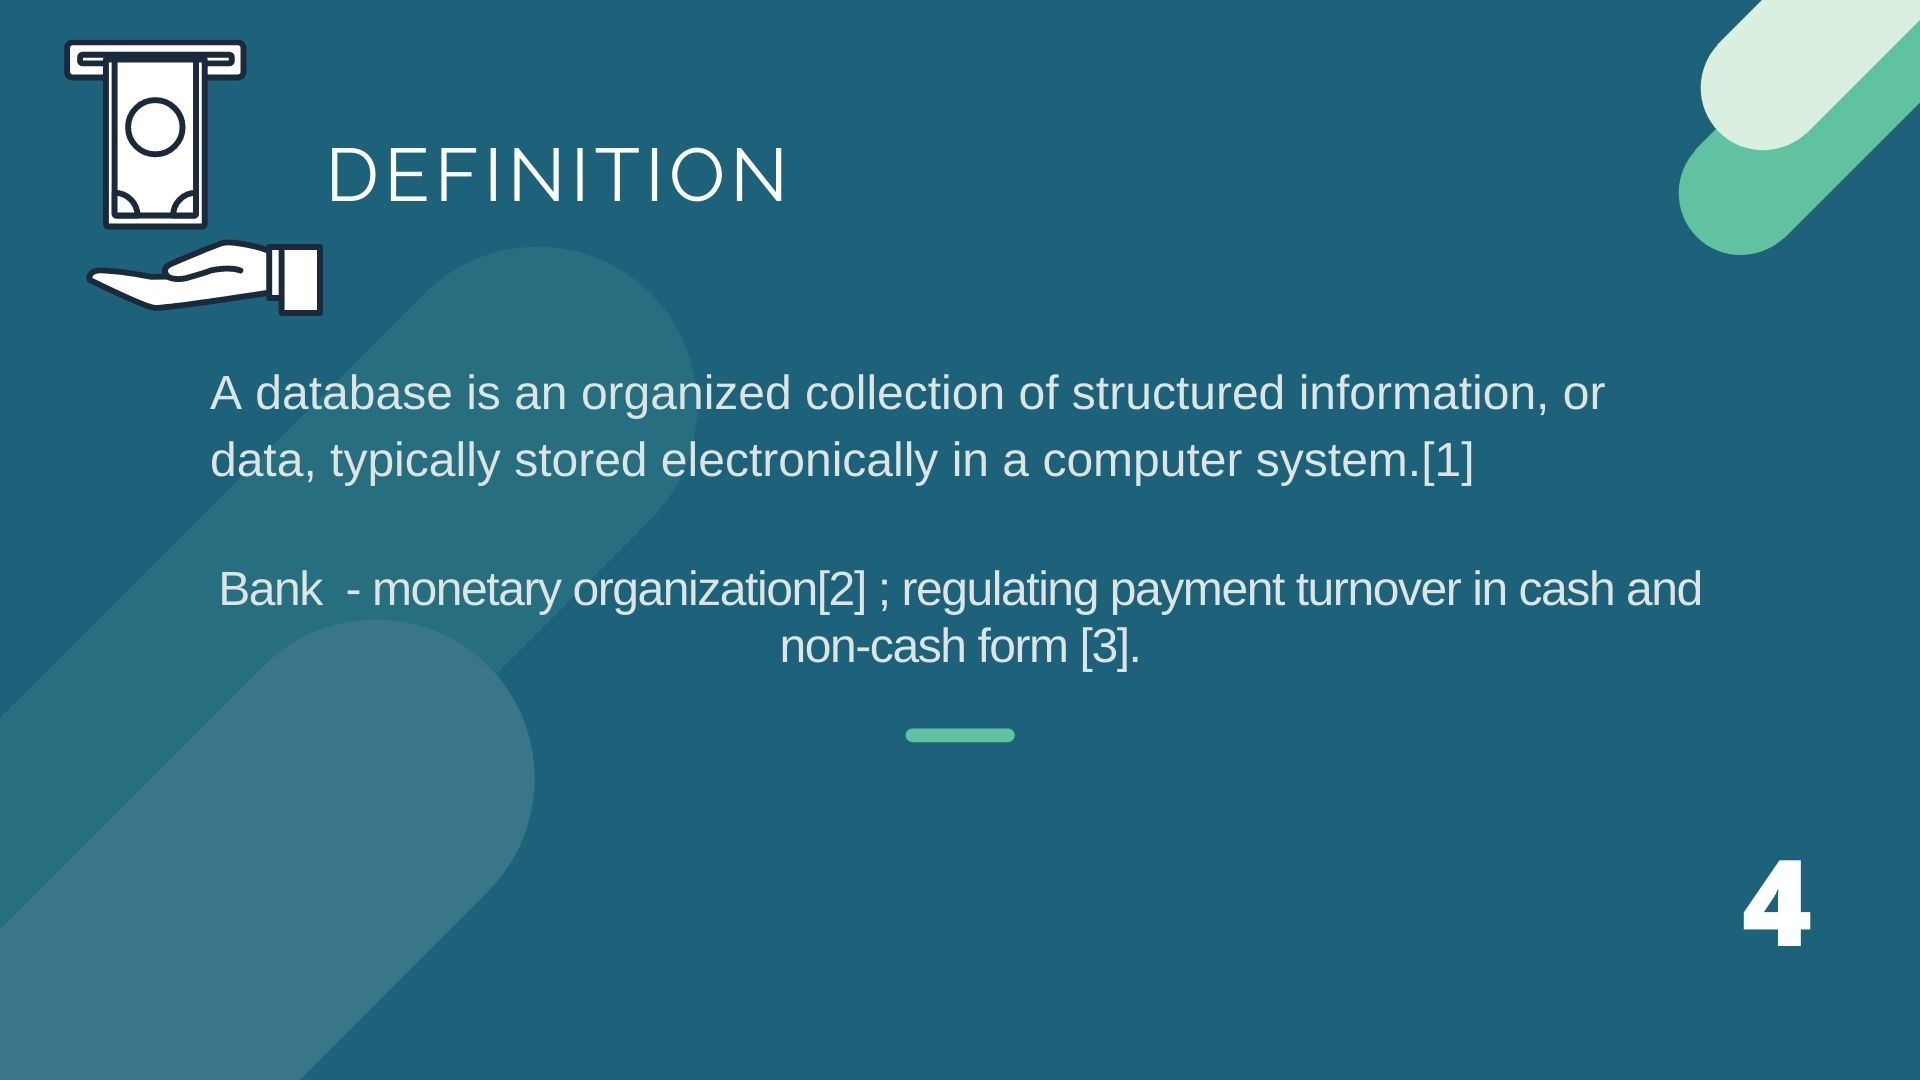 DEFINITION
A database is an organized collection of structured information, or
data, typically stored electronically in a computer system.[1]
Bank  - monetary organization[2] ; regulating payment turnover in cash and
non-cash form [3].
4